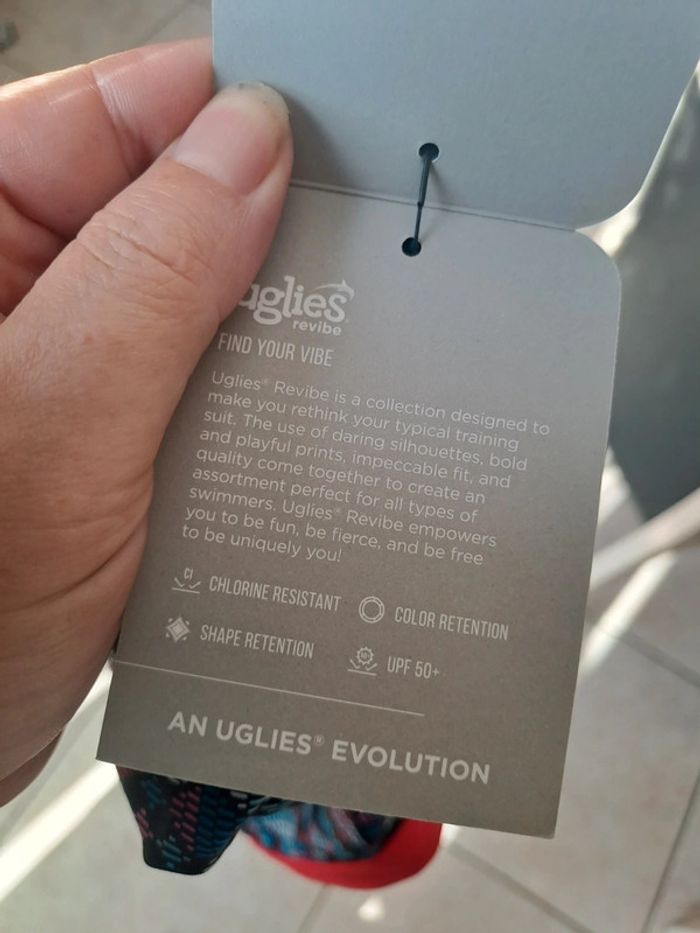 uglies®
revibe
FIND YOUR VIBE
Uglies® Revibe is a collection designed to
make you rethink your typical training
suit. The use of daring silhouettes, bold
and playful prints, impeccable fit, and
quality come together to create an
assortment perfect for all types of
swimmers. Uglies® Revibe empowers
you to be fun, be fierce, and be free
to be uniquely you!
Cl CHLORINE RESISTANT
COLOR RETENTION
SHAPE RETENTION
50+ UPF 50+
AN UGLIES® EVOLUTION